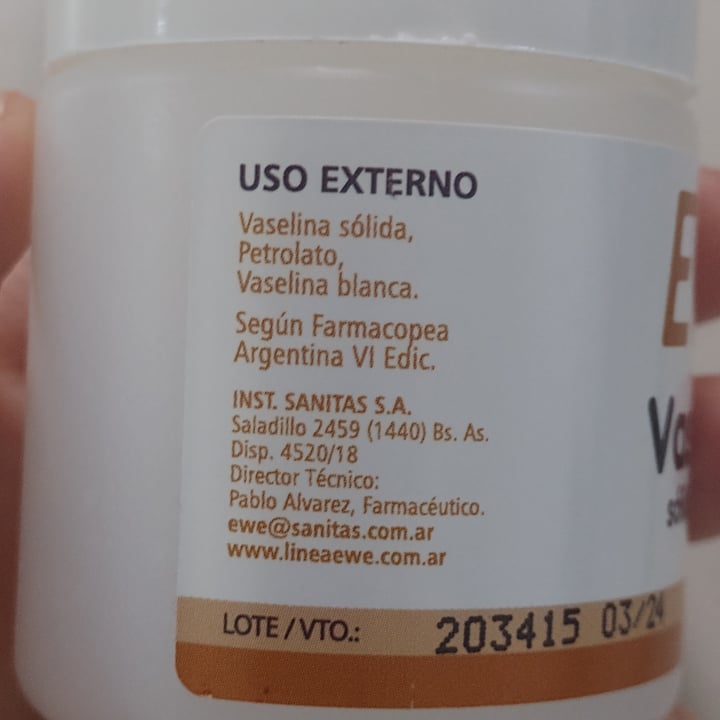 USO EXTERNO
Vaselina sólida,
Petrolato,
Vaselina blanca.
Según Farmacopea
Argentina VI Edic.
INST. SANITAS S.A.
Saladillo 2459 (1440) Bs. As.
Disp. 4520/18
Director Técnico:
Pablo Alvarez, Farmacéutico.
ewe@sanitas.com.ar
www.lineaewe.com.ar
LOTE / VTO.: 203415 03/24